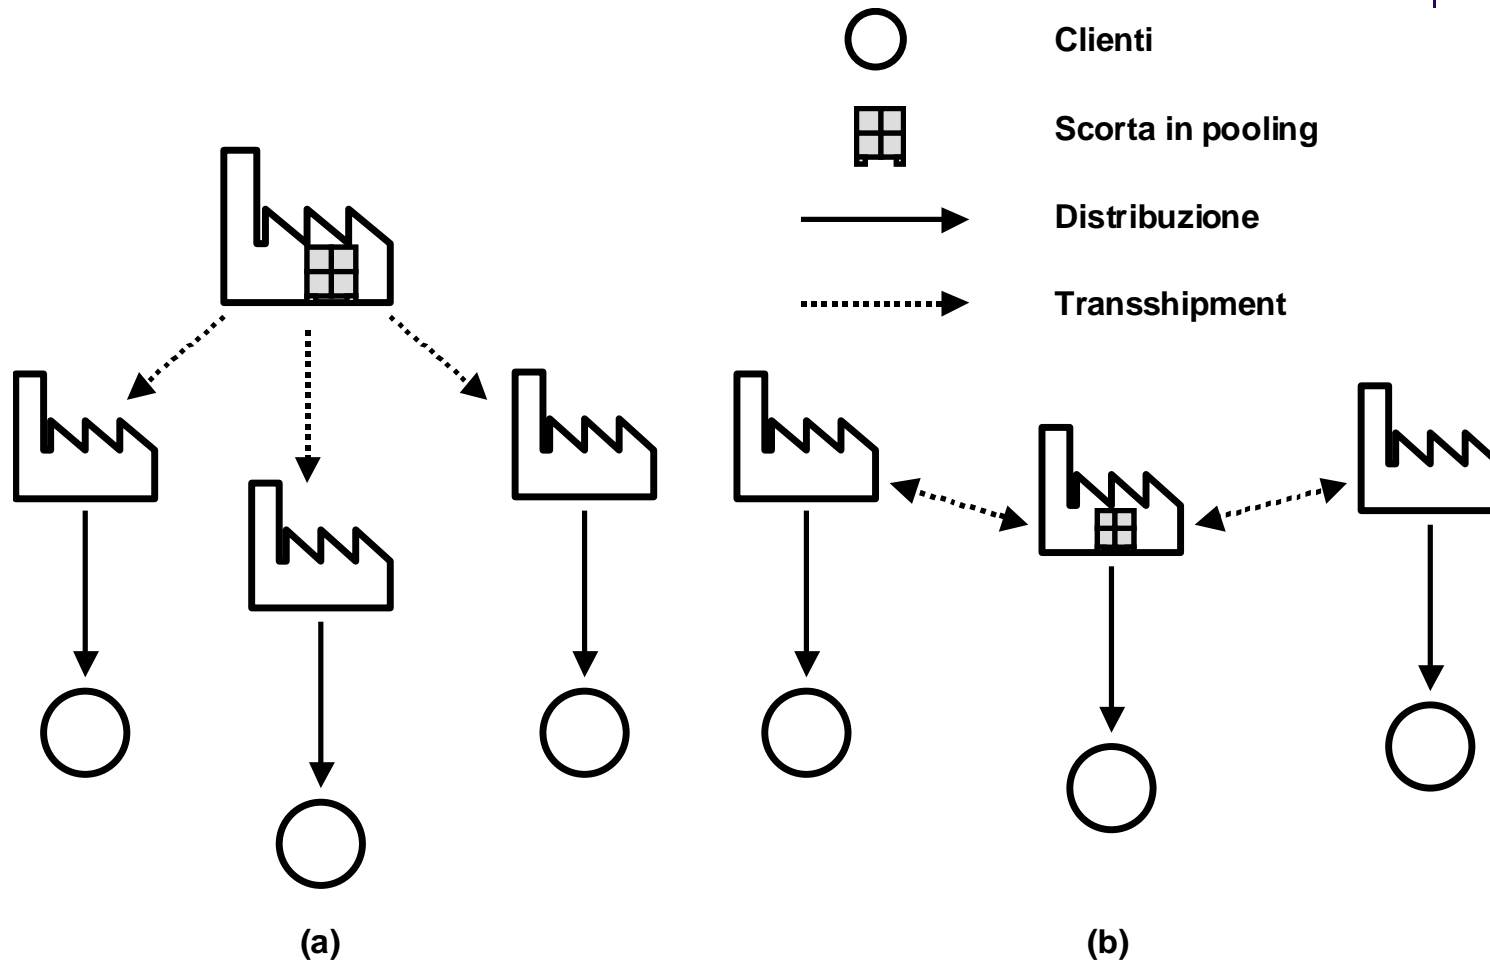 Clienti
Scorta in pooling
Distribuzione
Transshipment
(a)
(b)